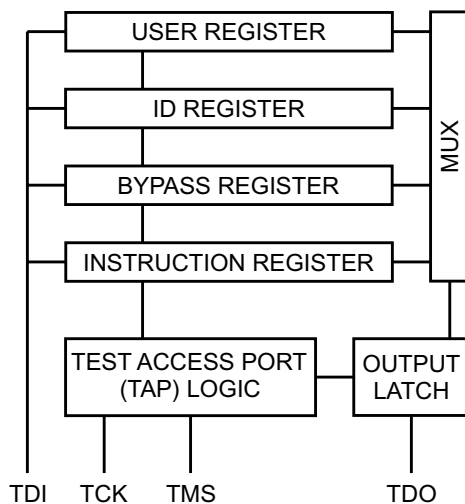 USER REGISTER
ID REGISTER
BYPASS REGISTER
INSTRUCTION REGISTER
MUX
TEST ACCESS PORT
(TAP) LOGIC
OUTPUT
LATCH
TDI
TCK
TMS
TDO